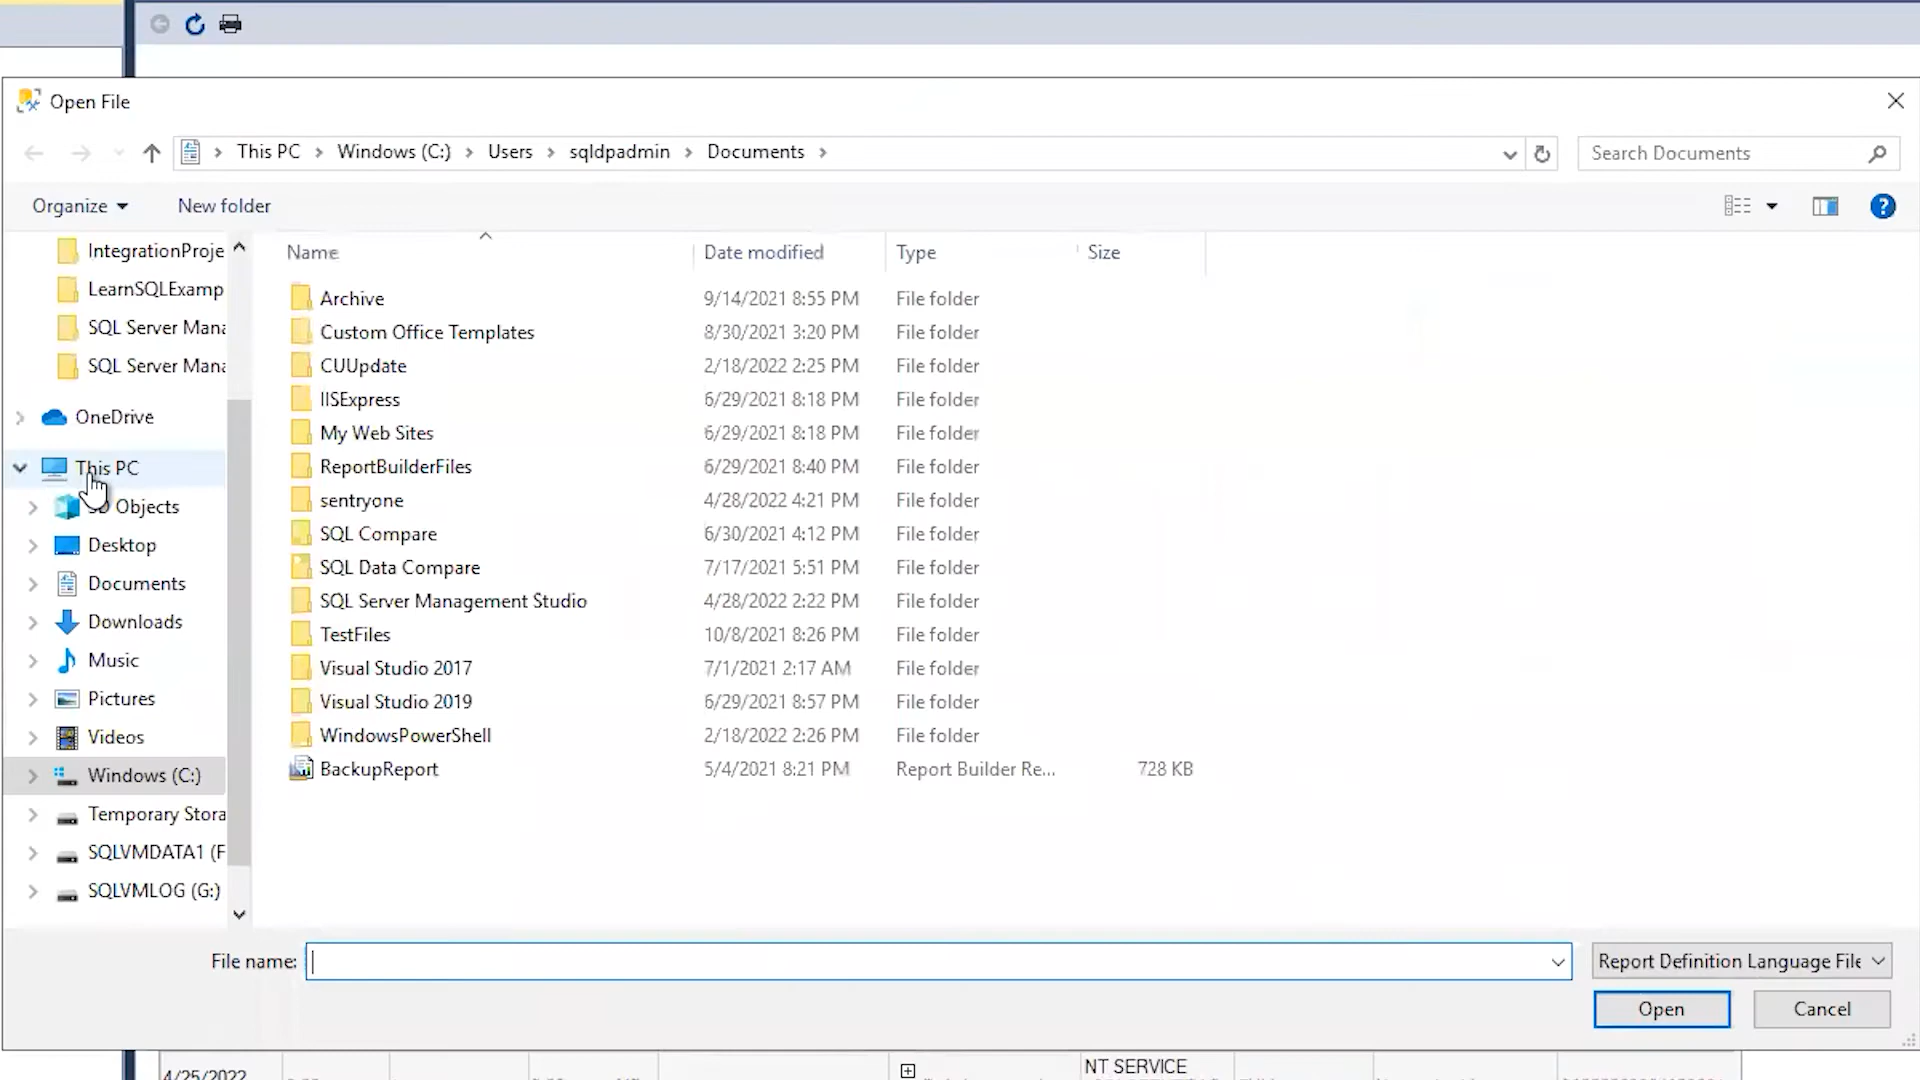 Open File
This PC > Windows (C:) > Users > sqldpadmin > Documents >
Search Documents
Organize
New folder
Name
Date modified
Type
Size
IntegrationProje
LearnSQLExamp
SQL Server Mana
SQL Server Mana
OneDrive
This PC
Objects
Desktop
Documents
Downloads
Music
Pictures
Videos
Windows (C:)
Temporary Stora
SQLVMDATA1 (F
SQLVMLOG (G:)
Archive 9/14/2021 8:55 PM File folder
Custom Office Templates 8/30/2021 3:20 PM File folder
CUUpdate 2/18/2022 2:25 PM File folder
IISExpress 6/29/2021 8:18 PM File folder
My Web Sites 6/29/2021 8:18 PM File folder
ReportBuilderFiles 6/29/2021 8:40 PM File folder
sentryone 4/28/2022 4:21 PM File folder
SQL Compare 6/30/2021 4:12 PM File folder
SQL Data Compare 7/17/2021 5:51 PM File folder
SQL Server Management Studio 4/28/2022 2:22 PM File folder
TestFiles 10/8/2021 8:26 PM File folder
Visual Studio 2017 7/1/2021 2:17 AM File folder
Visual Studio 2019 6/29/2021 8:57 PM File folder
WindowsPowerShell 2/18/2022 2:26 PM File folder
BackupReport 5/4/2021 8:21 PM Report Builder Re... 728 KB
File name:
Report Definition Language File
Open
Cancel
4/25/2022
NT SERVICE